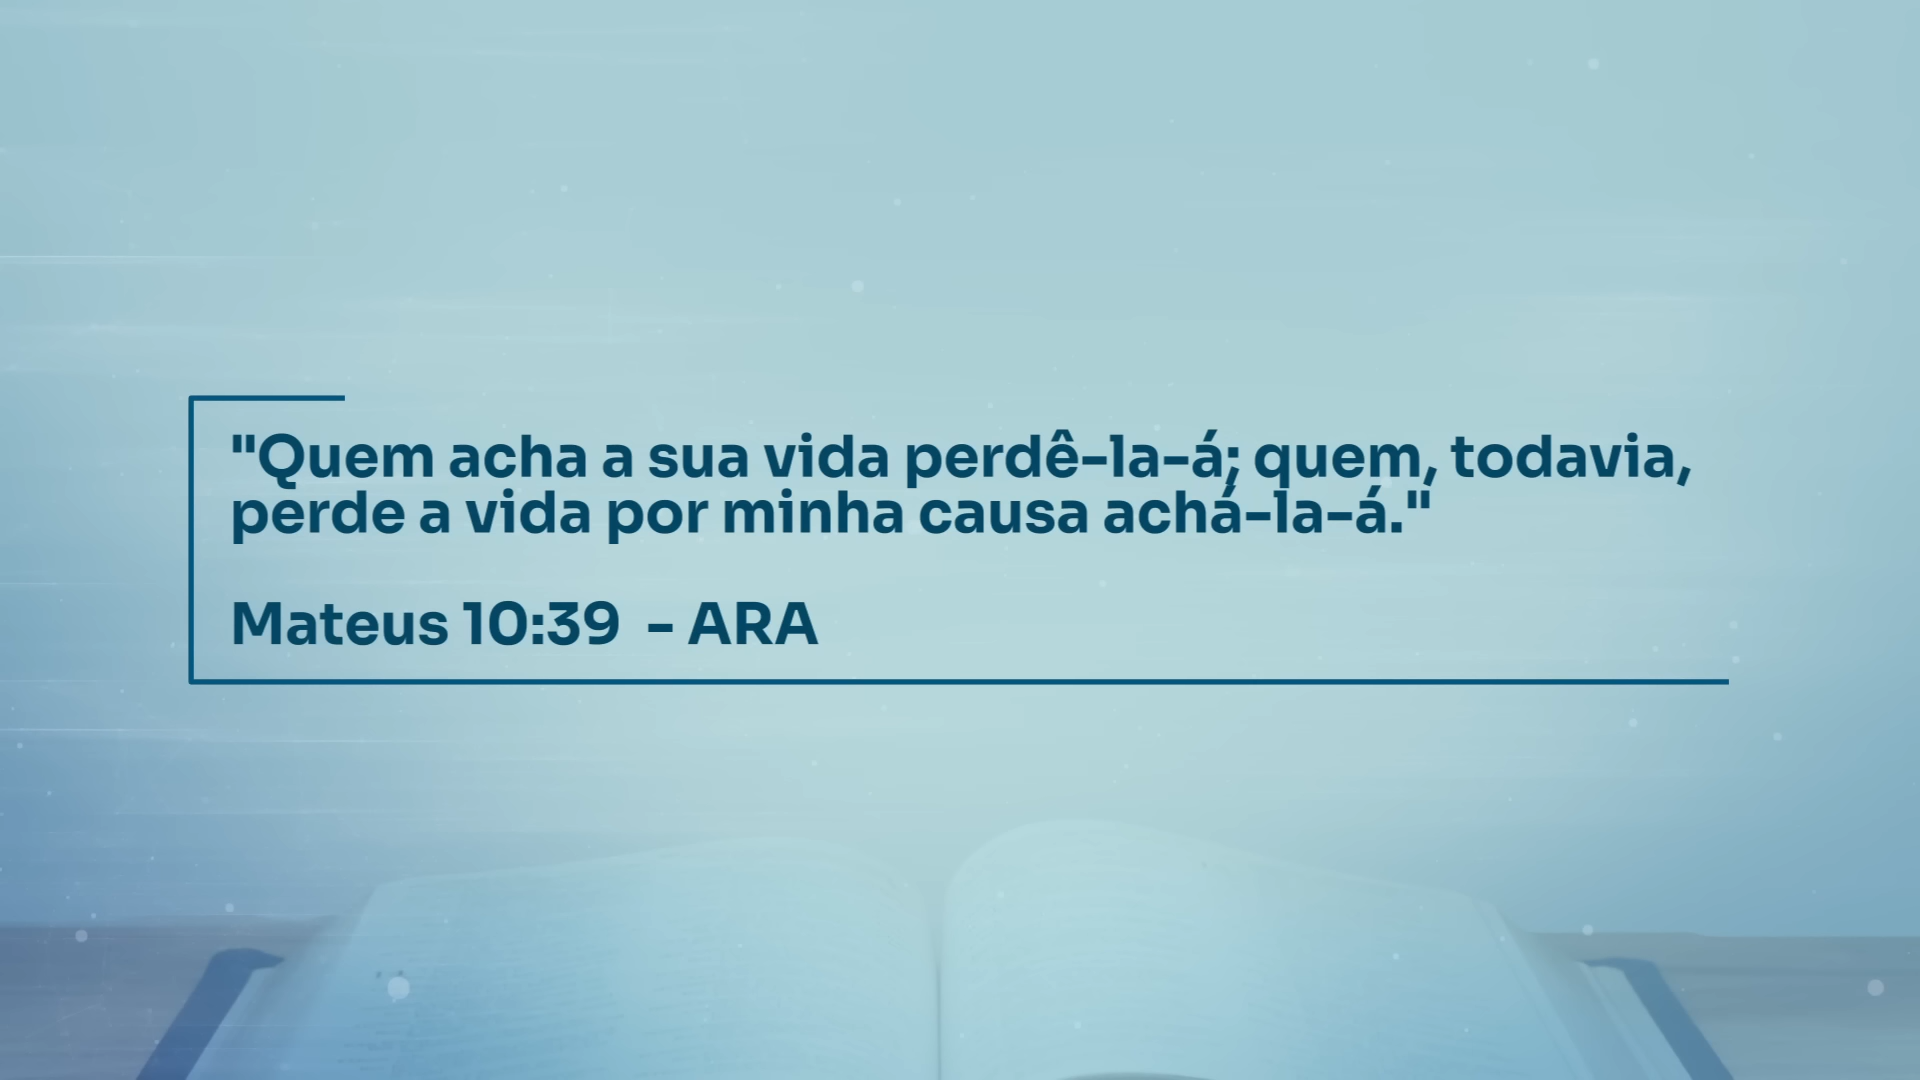 "Quem acha a sua vida perdê-la-á; quem, todavia,
perde a vida por minha causa achá-la-á."
Mateus 10:39  - ARA